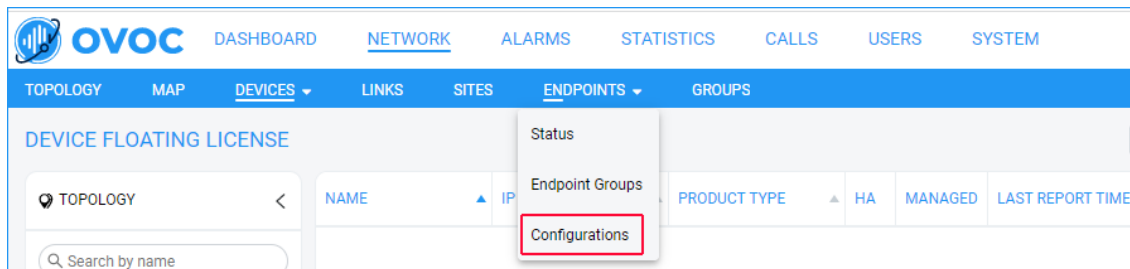 OVOC DASHBOARD NETWORK ALARMS STATISTICS CALLS USERS SYSTEM
TOPOLOGY MAP DEVICES LINKS SITES ENDPOINTS GROUPS
DEVICE FLOATING LICENSE
Status
Endpoint Groups
Configurations
TOPOLOGY
Search by name
NAME IP PRODUCT TYPE HA MANAGED LAST REPORT TIME